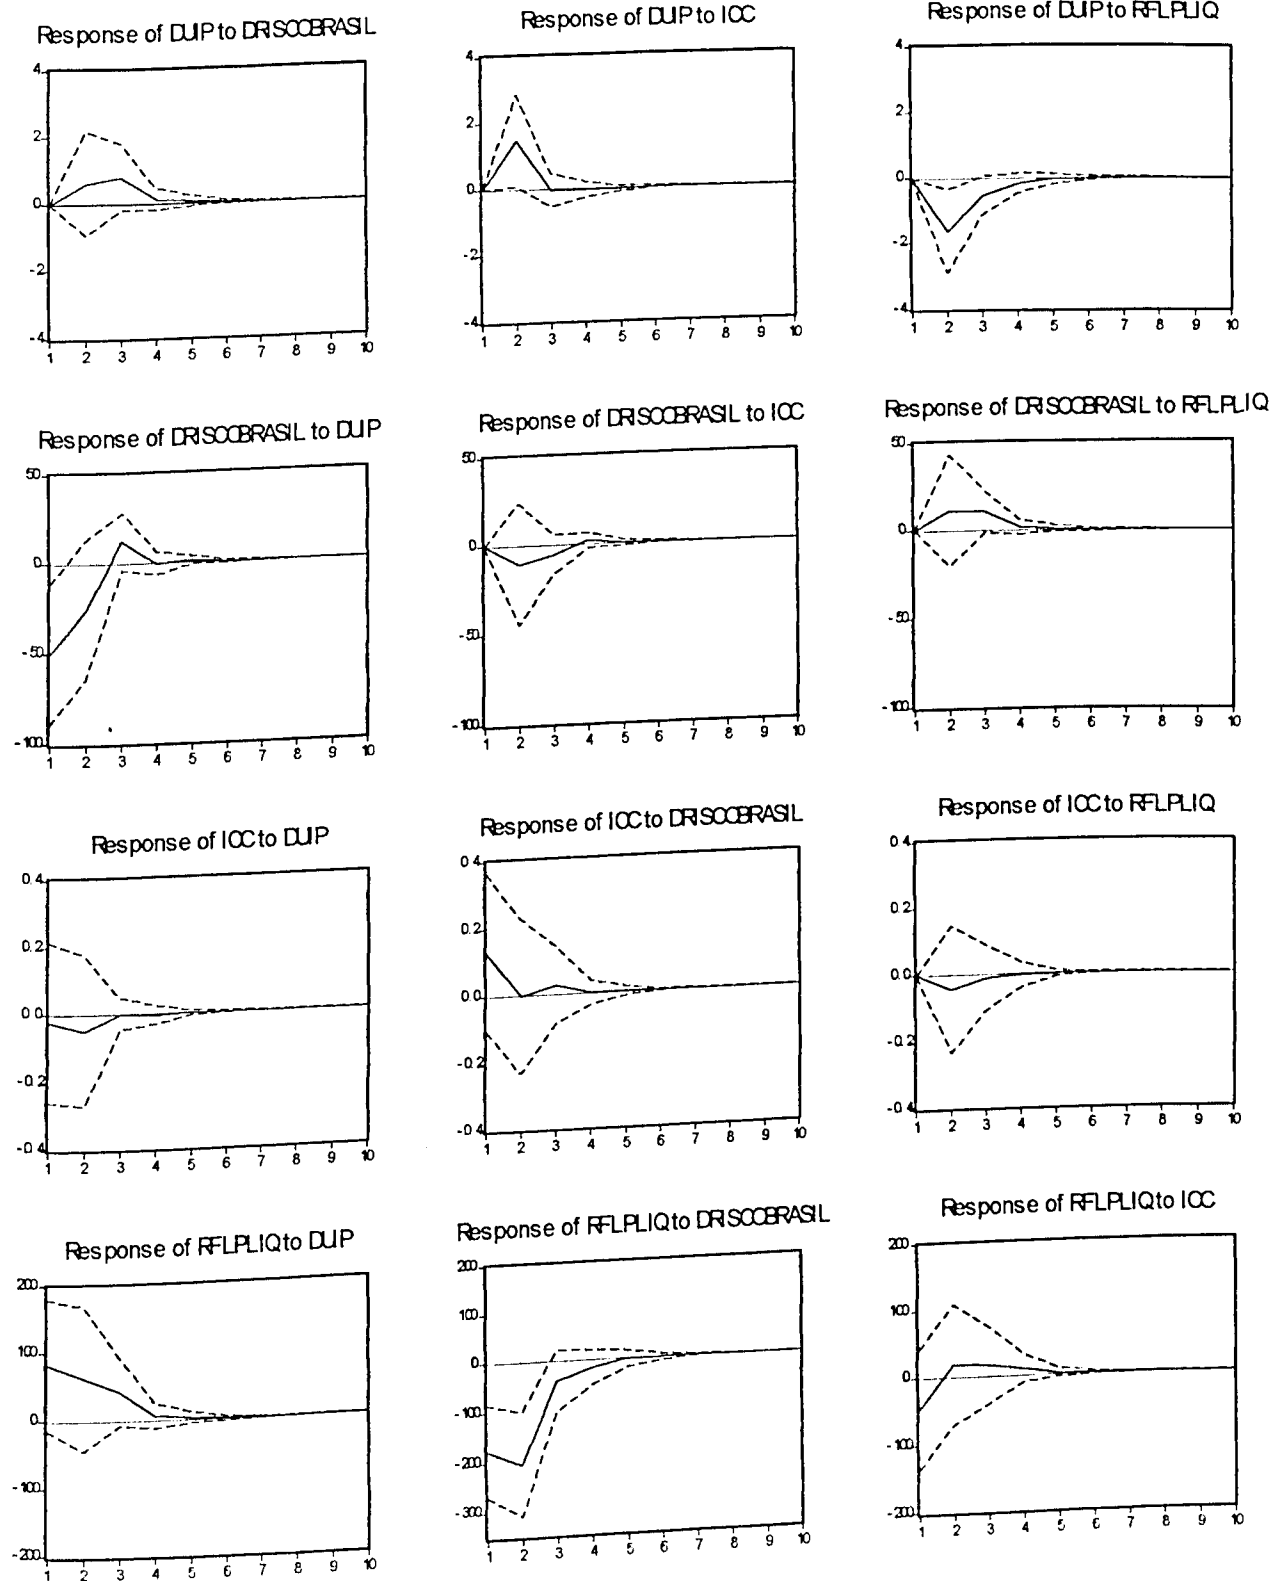 Response of DUIP to DRISCOBRASIL
4
2
0
-2
-4
1 2 3 4 5 6 7 8 9 10
Response of DUIP to ICC
4
2
0
-2
-4
1 2 3 4 5 6 7 8 9 10
Response of DUIP to RFLPLIQ
4
2
0
-2
-4
1 2 3 4 5 6 7 8 9 10
Response of DRISCOBRASIL to DUIP
50
0
-50
-100
1 2 3 4 5 6 7 8 9 10
Response of DRISCOBRASIL to ICC
50
0
-50
-100
1 2 3 4 5 6 7 8 9 10
Response of DRISCOBRASIL to RFLPLIQ
50
0
-50
-100
1 2 3 4 5 6 7 8 9 10
Response of ICC to DUIP
0.4
0.2
0.0
-0.2
-0.4
1 2 3 4 5 6 7 8 9 10
Response of ICC to DRISCOBRASIL
0.4
0.2
0.0
-0.2
-0.4
1 2 3 4 5 6 7 8 9 10
Response of ICC to RFLPLIQ
0.4
0.2
0.0
-0.2
-0.4
1 2 3 4 5 6 7 8 9 10
Response of RFLPLIQ to DUIP
200
100
0
-100
-200
1 2 3 4 5 6 7 8 9 10
Response of RFLPLIQ to DRISCOBRASIL
200
100
0
-100
-200
-300
1 2 3 4 5 6 7 8 9 10
Response of RFLPLIQ to ICC
200
100
0
-100
-200
1 2 3 4 5 6 7 8 9 10